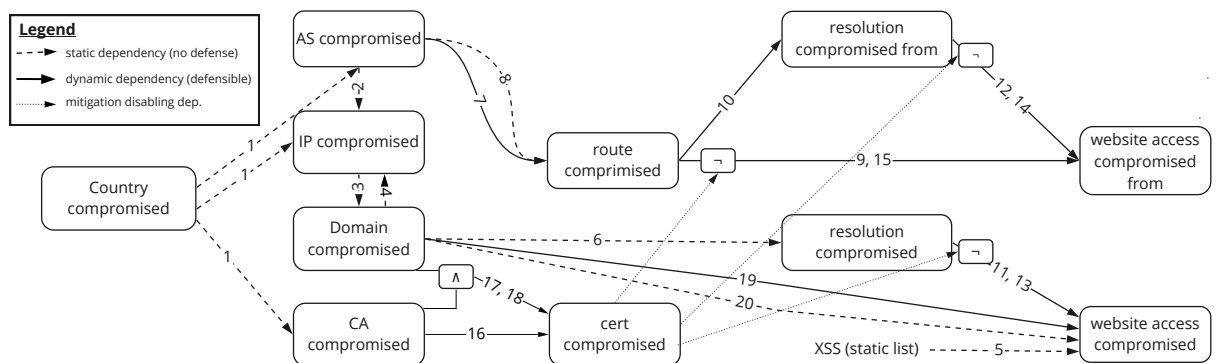 Legend
static dependency (no defense)
dynamic dependency (defensible)
mitigation disabling dep.
AS compromised
IP compromised
Country
compromised
Domain
compromised
CA
compromised
∧
route
comprimised
¬
cert
compromised
resolution
compromised from
¬
resolution
compromised
¬
website access
compromised
from
website access
compromised
XSS (static list)
1
1
1
2
3
4
5
6
7
8
9, 15
10
11, 13
12, 14
16
17, 18
19
20